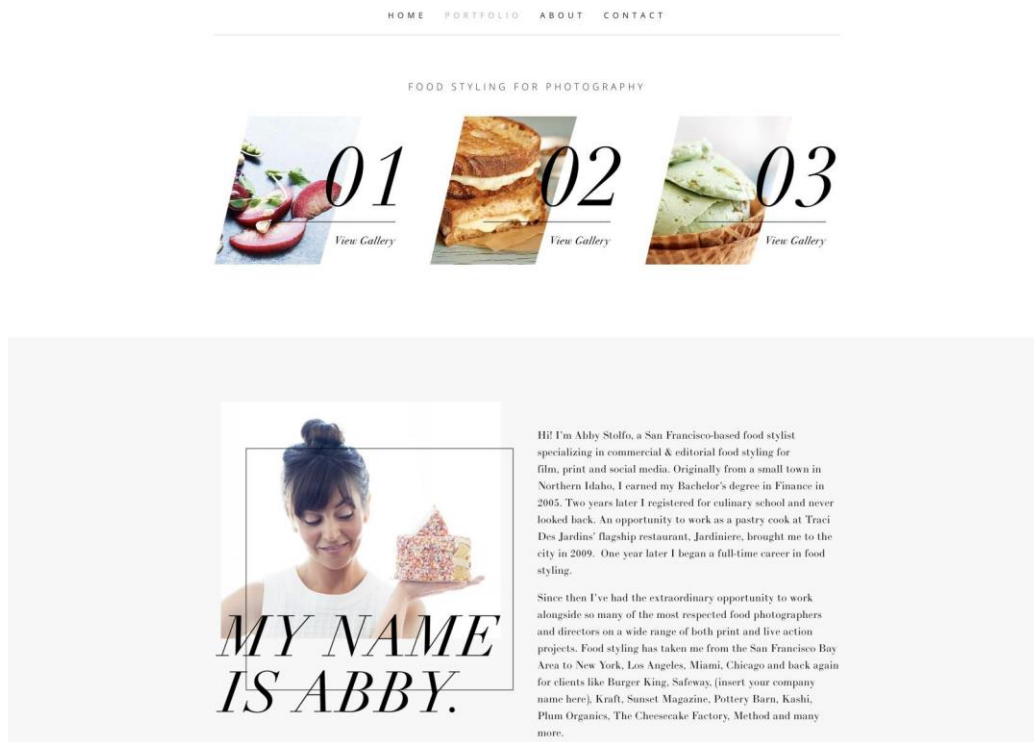 HOME PORTFOLIO ABOUT CONTACT
FOOD STYLING FOR PHOTOGRAPHY
01
View Gallery
02
View Gallery
03
View Gallery
MY NAME
IS ABBY.
Hi! I'm Abby Stolfo, a San Francisco-based food stylist
specializing in commercial & editorial food styling for
film, print and social media. Originally from a small town in
Northern Idaho, I earned my Bachelor's degree in Finance in
2005. Two years later I registered for culinary school and never
looked back. An opportunity to work as a pastry cook at Traci
Des Jardins' flagship restaurant, Jardiniere, brought me to the
city in 2009. One year later I began a full-time career in food
styling.
Since then I've had the extraordinary opportunity to work
alongside so many of the most respected food photographers
and directors on a wide range of both print and live action
projects. Food styling has taken me from the San Francisco Bay
Area to New York, Los Angeles, Miami, Chicago and back again
for clients like Burger King, Safeway, (insert your company
name here), Kraft, Sunset Magazine, Pottery Barn, Kashi,
Plum Organics, The Cheesecake Factory, Method and many
more.